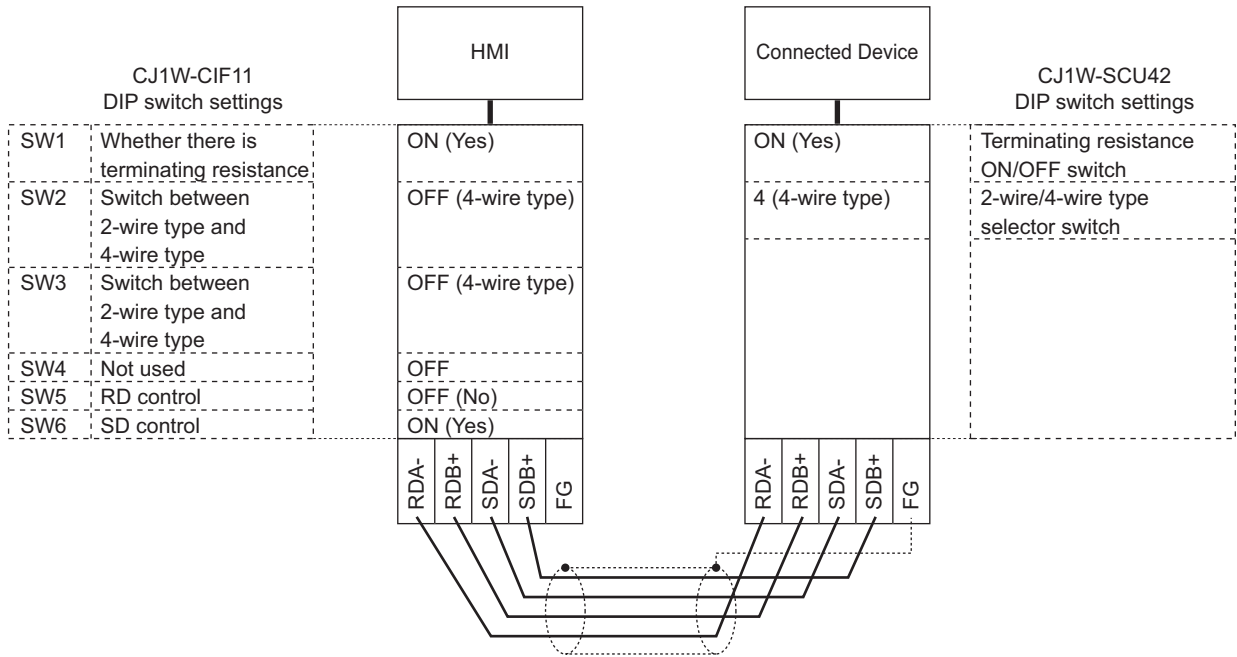 HMI
Connected Device
CJ1W-CIF11
DIP switch settings
CJ1W-SCU42
DIP switch settings
SW1 Whether there is
terminating resistance
ON (Yes)
ON (Yes)
Terminating resistance
ON/OFF switch
SW2 Switch between
2-wire type and
4-wire type
OFF (4-wire type)
4 (4-wire type)
2-wire/4-wire type
selector switch
SW3 Switch between
2-wire type and
4-wire type
OFF (4-wire type)
SW4 Not used
OFF
SW5 RD control
OFF (No)
SW6 SD control
ON (Yes)
RDA-
RDB+
SDA-
SDB+
FG
RDA-
RDB+
SDA-
SDB+
FG